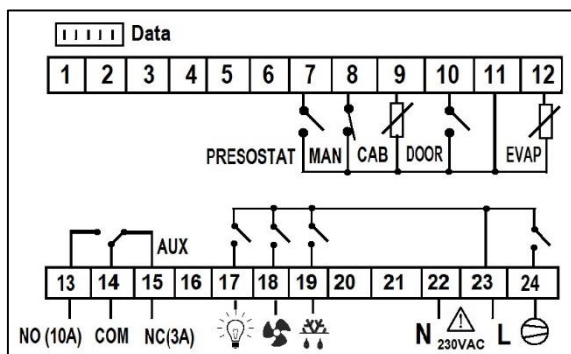 Data
1 2 3 4 5 6 7 8 9 10 11 12
PRESOSTAT MAN CAB DOOR EVAP
AUX
13 14 15 16 17 18 19 20 21 22 23 24
NO (10A) COM NC(3A) N 230VAC L